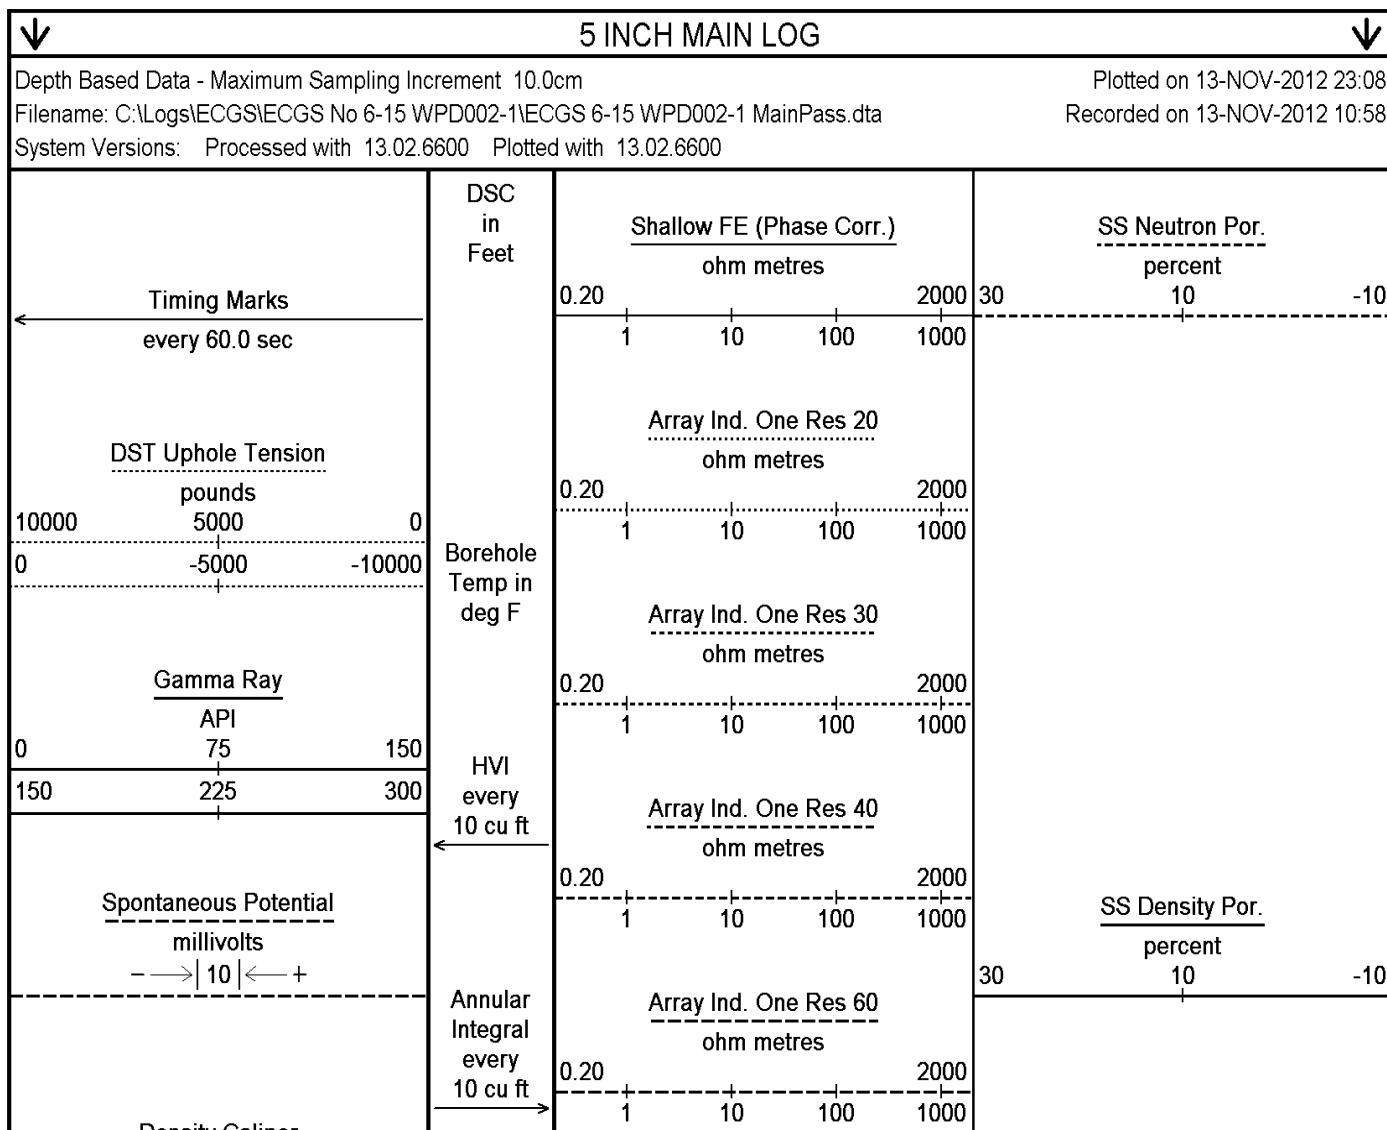 5 INCH MAIN LOG
Depth Based Data - Maximum Sampling Increment 10.0cm
Plotted on 13-NOV-2012 23:08
Filename: C:\Logs\ECGS\ECGS No 6-15 WPD002-1\ECGS 6-15 WPD002-1 MainPass.dta
Recorded on 13-NOV-2012 10:58
System Versions: Processed with 13.02.6600 Plotted with 13.02.6600
Timing Marks
every 60.0 sec
DST Uphole Tension
pounds
10000 5000 0
0 -5000 -10000
Gamma Ray
API
0 75 150
150 225 300
Spontaneous Potential
millivolts
- 10 +
Density Caliper
DSC
in
Feet
Borehole
Temp in
deg F
HVI
every
10 cu ft
Annular
Integral
every
10 cu ft
Shallow FE (Phase Corr.)
ohm metres
0.20 2000
1 10 100 1000
Array Ind. One Res 20
ohm metres
0.20 2000
1 10 100 1000
Array Ind. One Res 30
ohm metres
0.20 2000
1 10 100 1000
Array Ind. One Res 40
ohm metres
0.20 2000
1 10 100 1000
Array Ind. One Res 60
ohm metres
0.20 2000
1 10 100 1000
SS Neutron Por.
percent
30 10 -10
SS Density Por.
percent
30 10 -10